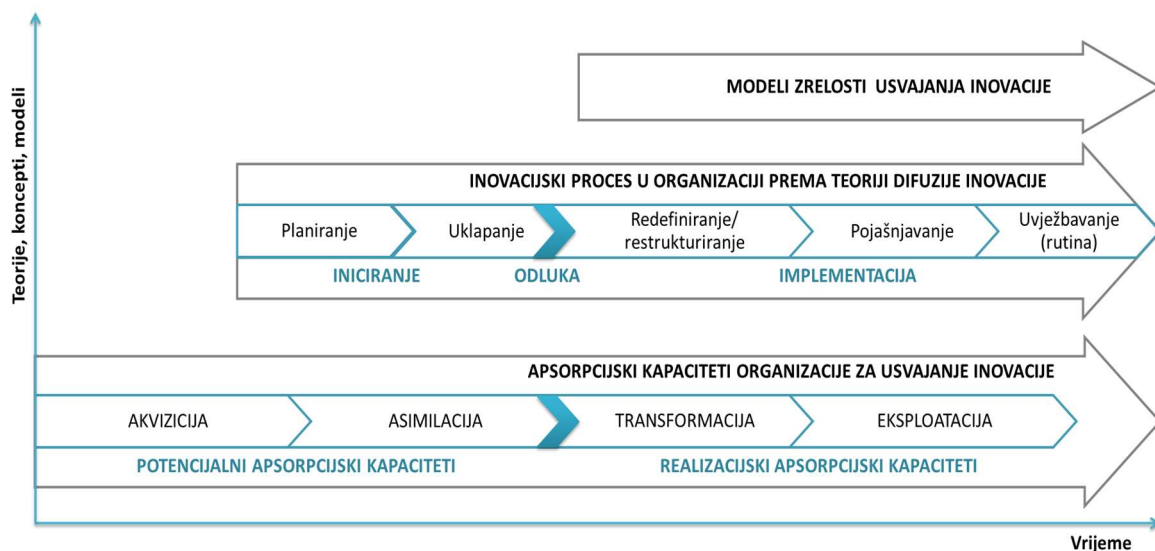 Teorije, koncepti, modeli
MODELI ZRELOSTI USVAJANJA INOVACIJE
INOVACIJSKI PROCES U ORGANIZACIJI PREMA TEORIJI DIFUZIJE INOVACIJE
Planiranje
Uklapanje
Redefiniranje/
restrukturiranje
Pojašnjavanje
Uvježbavanje
(rutina)
INICIRANJE
ODLUKA
IMPLEMENTACIJA
APSORPCIJSKI KAPACITETI ORGANIZACIJE ZA USVAJANJE INOVACIJE
AKVIZICIJA
ASIMILACIJA
TRANSFORMACIJA
EKSPLOATACIJA
POTENCIJALNI APSORPCIJSKI KAPACITETI
REALIZACIJSKI APSORPCIJSKI KAPACITETI
Vrijeme